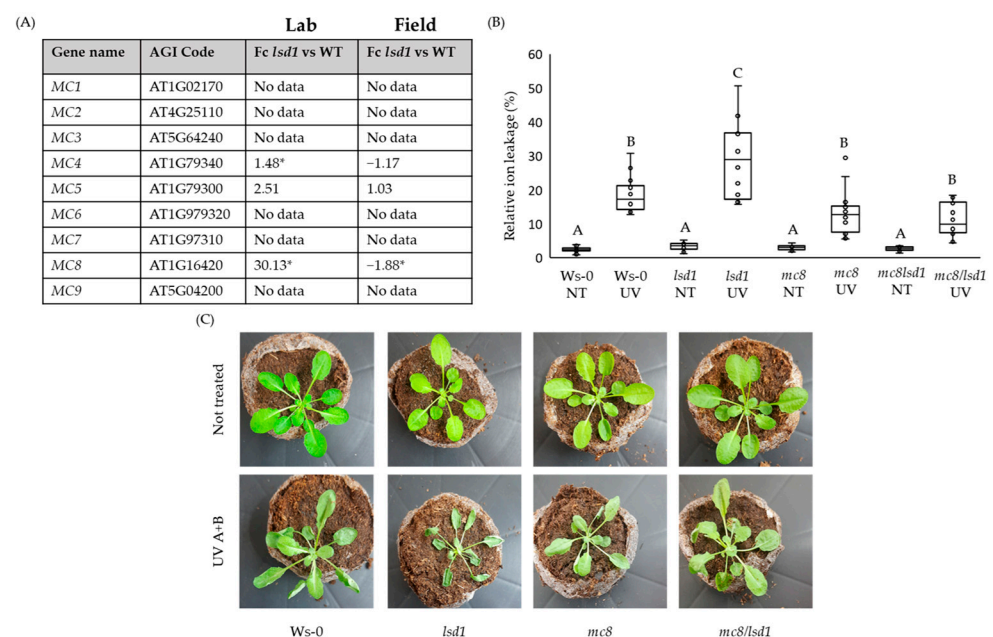 (A)
Lab Field
Gene name AGI Code Fc lsd1 vs WT Fc lsd1 vs WT
MC1 AT1G02170 No data No data
MC2 AT4G25110 No data No data
MC3 AT5G64240 No data No data
MC4 AT1G79340 1.48* −1.17
MC5 AT1G79300 2.51 1.03
MC6 AT1G979320 No data No data
MC7 AT1G97310 No data No data
MC8 AT1G16420 30.13* −1.88*
MC9 AT5G04200 No data No data
(B)
Relative ion leakage (%)
60
50
40
30
20
10
0
A B A C A B A B
Ws-0 Ws-0 lsd1 lsd1 mc8 mc8 mc8lsd1 mc8/lsd1
NT UV NT UV NT UV NT UV
(C)
Not treated
UV A+B
Ws-0 lsd1 mc8 mc8/lsd1